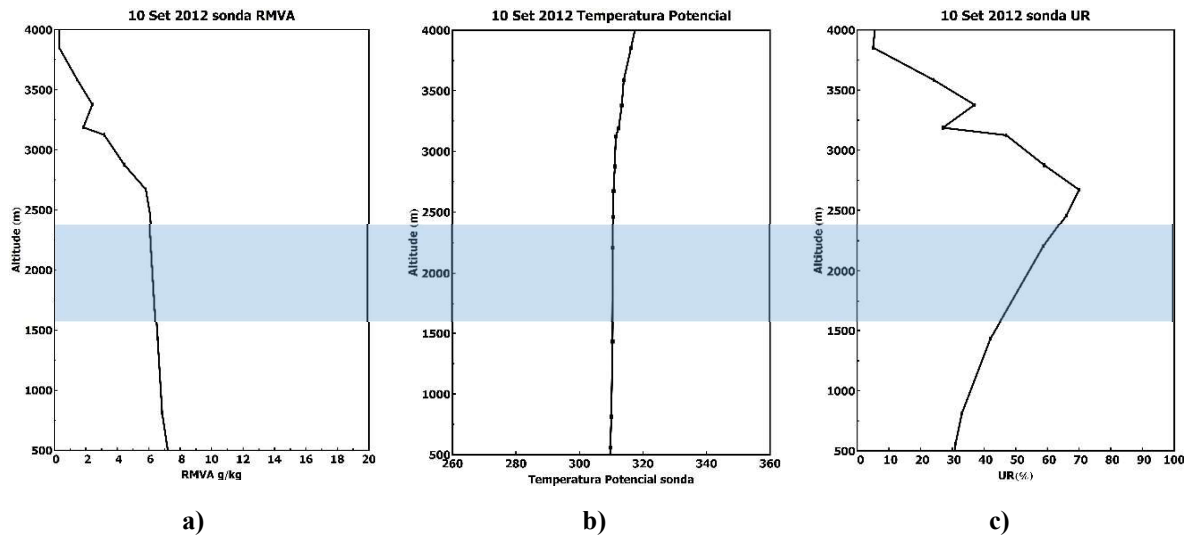 10 Set 2012 sonda RMVA
4000
3500
3000
2500
2000
1500
1000
500
Altitude (m)
0 2 4 6 8 10 12 14 16 18 20
RMVA g/kg
a)
10 Set 2012 Temperatura Potencial
4000
3500
3000
2500
2000
1500
1000
500
Altitude (m)
260 280 300 320 340 360
Temperatura Potencial sonda
b)
10 Set 2012 sonda UR
4000
3500
3000
2500
2000
1500
1000
500
Altitude (m)
0 10 20 30 40 50 60 70 80 90 100
UR(%)
c)